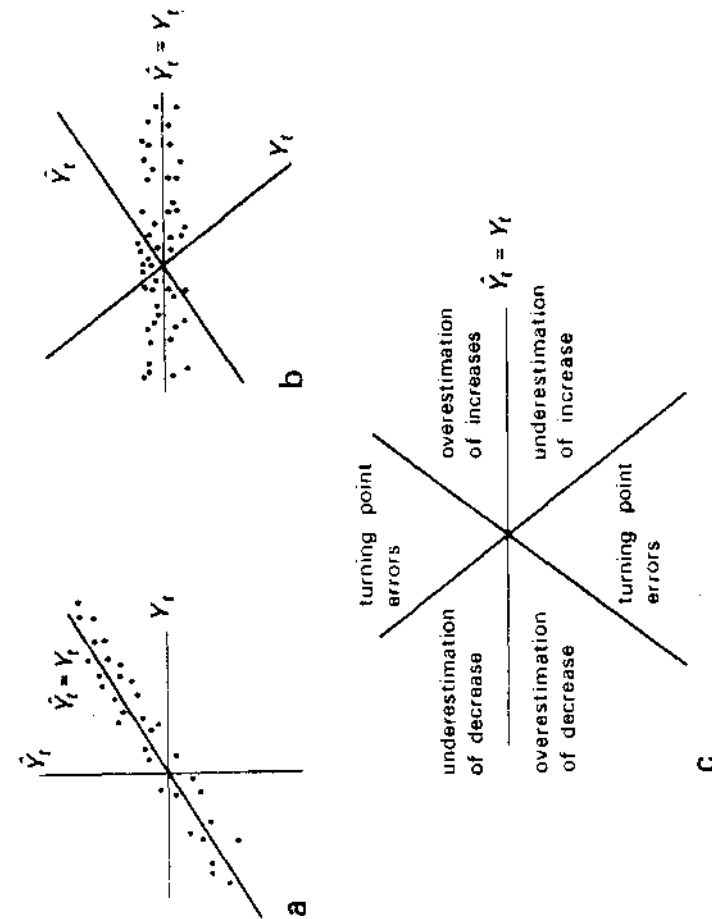 Ŷₜ
Ŷₜ = Yₜ
Yₜ
a
Ŷₜ
Ŷₜ = Yₜ
Yₜ
b
turning point
errors
underestimation
of decrease
overestimation
of increases
Ŷₜ = Yₜ
overestimation
of decrease
underestimation
of increase
turning point
errors
c